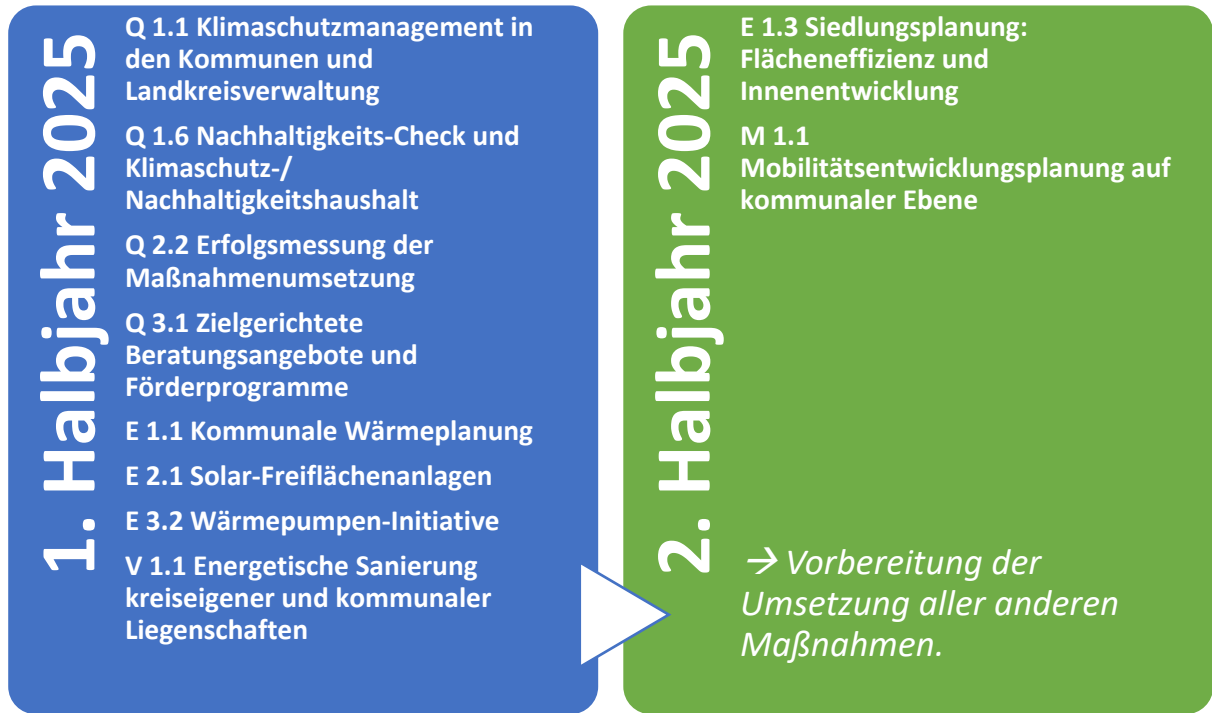 1. Halbjahr 2025
Q 1.1 Klimaschutzmanagement in
den Kommunen und
Landkreisverwaltung
Q 1.6 Nachhaltigkeits-Check und
Klimaschutz-/
Nachhaltigkeitshaushalt
Q 2.2 Erfolgsmessung der
Maßnahmenumsetzung
Q 3.1 Zielgerichtete
Beratungsangebote und
Förderprogramme
E 1.1 Kommunale Wärmeplanung
E 2.1 Solar-Freiflächenanlagen
E 3.2 Wärmepumpen-Initiative
V 1.1 Energetische Sanierung
kreiseigener und kommunaler
Liegenschaften
2. Halbjahr 2025
E 1.3 Siedlungsplanung:
Flächeneffizienz und
Innenentwicklung
M 1.1
Mobilitätsentwicklungsplanung auf
kommunaler Ebene
→ Vorbereitung der
Umsetzung aller anderen
Maßnahmen.